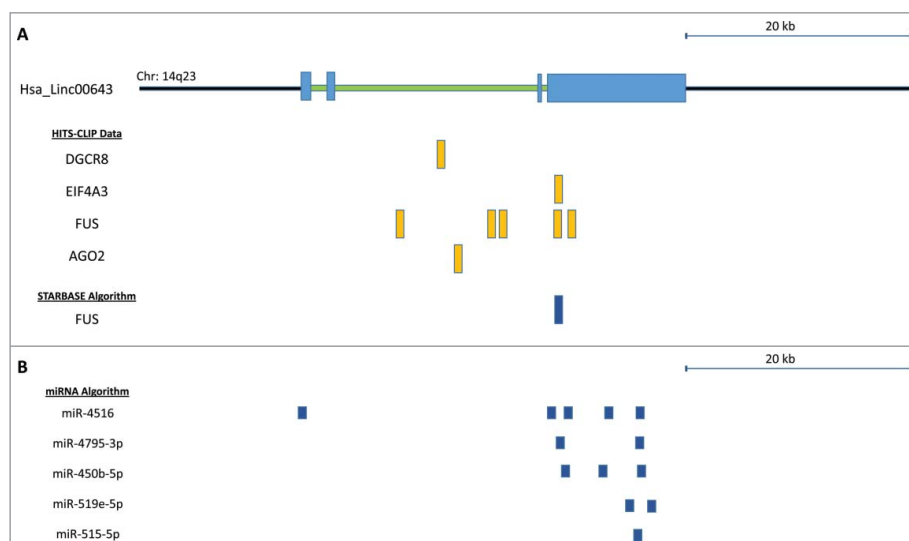 A
20 kb
Chr: 14q23
Hsa_Linc00643
HITS-CLIP Data
DGCR8
EIF4A3
FUS
AGO2
STARBASE Algorithm
FUS
B
20 kb
miRNA Algorithm
miR-4516
miR-4795-3p
miR-450b-5p
miR-519e-5p
miR-515-5p